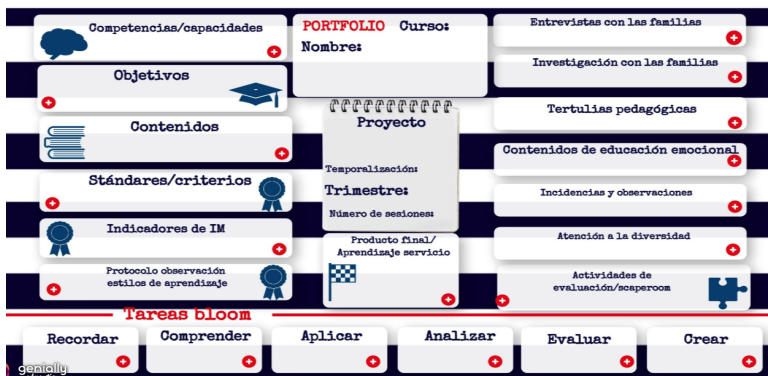 Competencias/capacidades
Objetivos
Contenidos
Stándares/criterios
Indicadores de IM
Protocolo observación
estilos de aprendizaje
PORTFOLIO Curso:
Nombre:
Proyecto
Temporalización:
Trimestre:
Número de sesiones:
Producto final/
Aprendizaje servicio
Entrevistas con las familias
Investigación con las familias
Tertulias pedagógicas
Contenidos de educación emocional
Incidencias y observaciones
Atención a la diversidad
Actividades de
evaluación/scaperoom
Tareas bloom
Recordar
Comprender
Aplicar
Analizar
Evaluar
Crear
genially